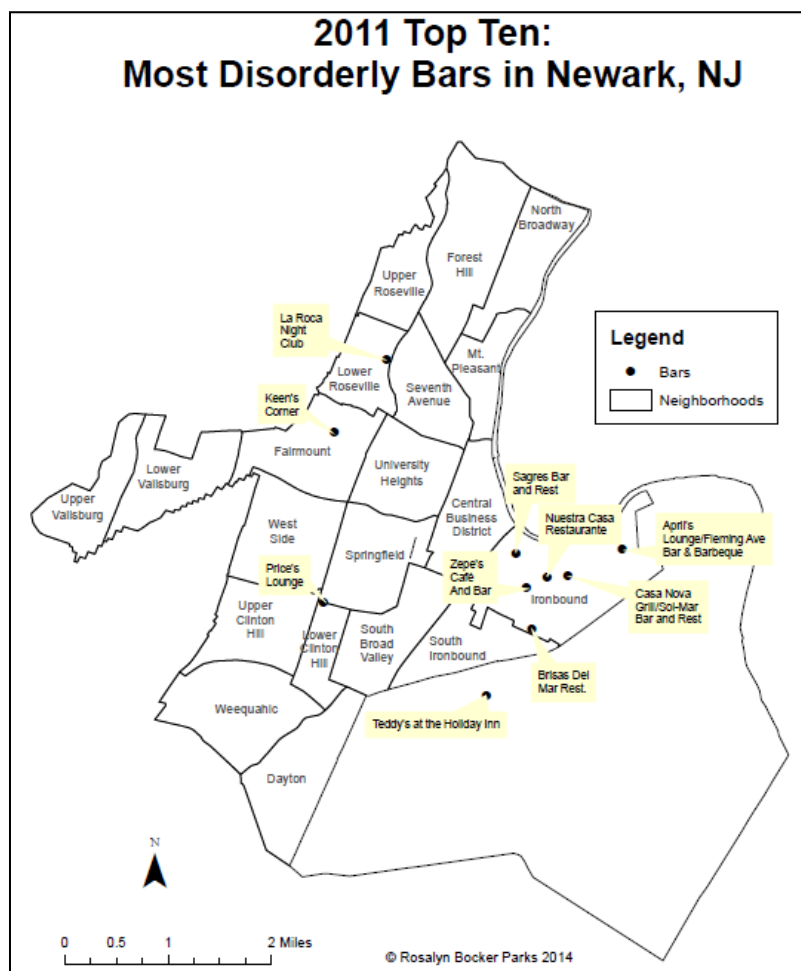 2011 Top Ten:
Most Disorderly Bars in Newark, NJ
North
Broadway
Forest
Hill
Upper
Roseville
La Roca
Night
Club
Legend
Bars
Neighborhoods
Mt.
Pleasant
Lower
Roseville
Seventh
Avenue
Keen's
Corner
Fairmount
University
Heights
Lower
Vailsburg
Upper
Vailsburg
Sagres Bar
and Rest
Central
Business
District
Nuestra Casa
Restaurante
West
Side
April's
Lounge/Fleming Ave
Bar & Barbeque
Springfield
Zepe's
Café
And Bar
Price's
Lounge
Ironbound
Casa Nova
Grill/Sol-Mar
Bar and Rest
Upper
Clinton
Hill
Lower
Clinton
Hill
South
Broad
Valley
South
Ironbound
Brisas Del
Mar Rest.
Weequahic
Teddy's at the Holiday Inn
Dayton
N
0 0.5 1 2 Miles
© Rosalyn Bocker Parks 2014